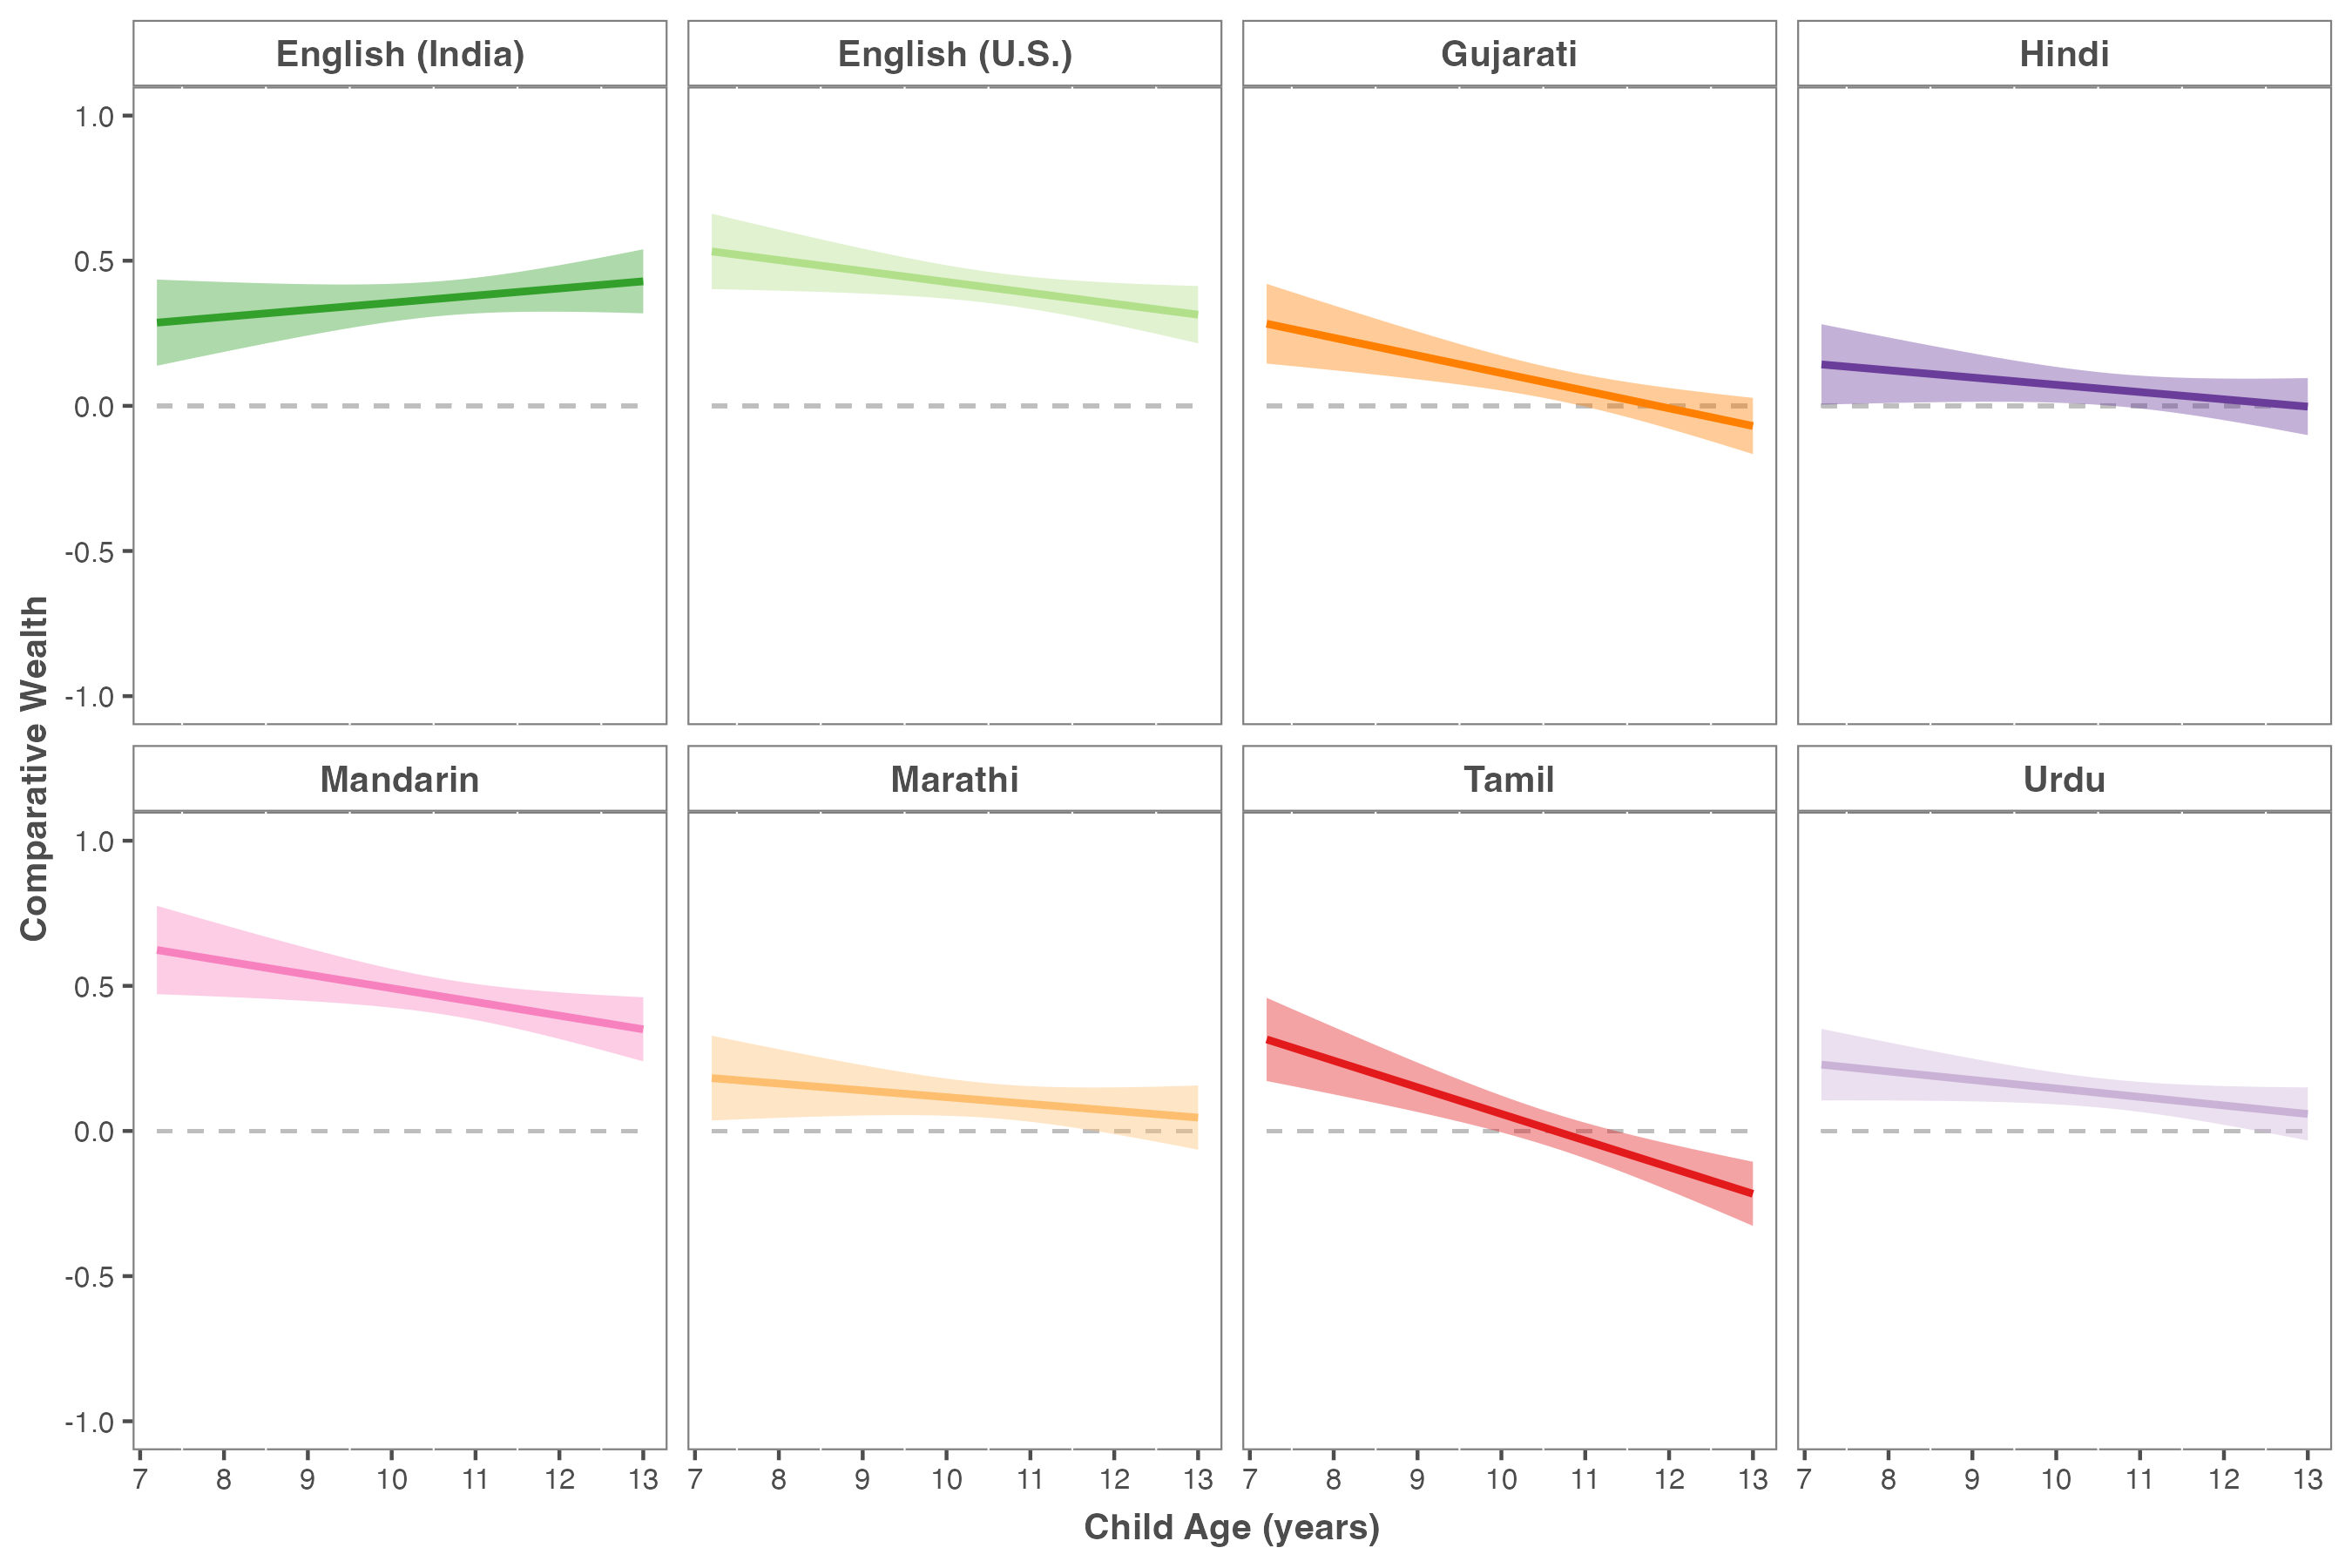 English (India)
English (U.S.)
Gujarati
Hindi
1.0
0.5
0.0
-0.5
-1.0
Comparative Wealth
Mandarin
Marathi
Tamil
Urdu
1.0
0.5
0.0
-0.5
-1.0
7 8 9 10 11 12 13
7 8 9 10 11 12 13
7 8 9 10 11 12 13
7 8 9 10 11 12 13
Child Age (years)